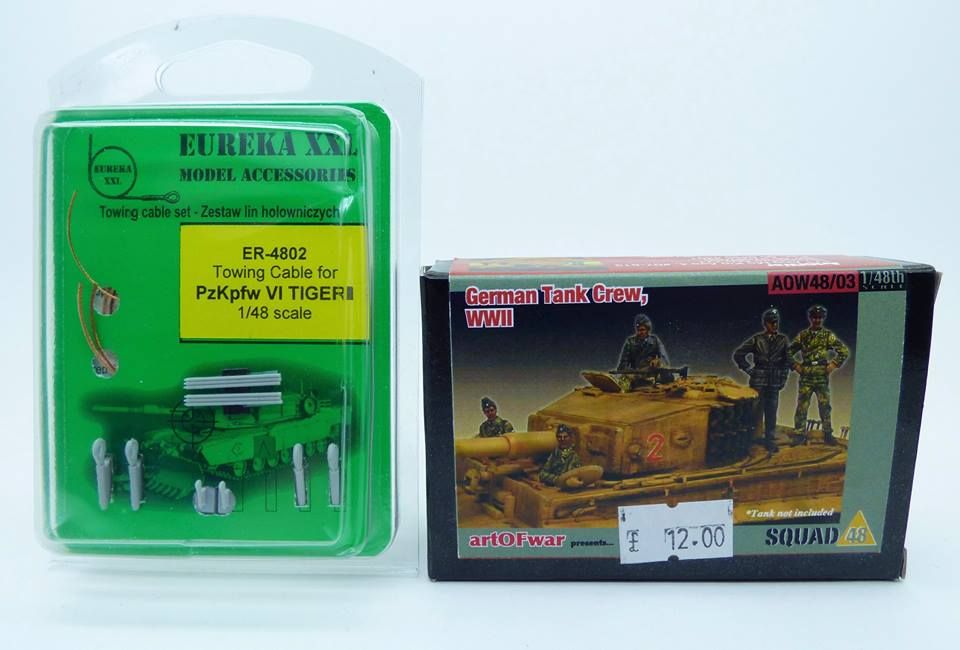 EUREKA XXL
MODEL ACCESSORIES
EUREKA
XXL
Towing cable set - Zestaw lin holowniczych
ER-4802
Towing Cable for
PzKpfw VI TIGER
1/48 scale
German Tank Crew,
WWII
AOW48/03
1/48th
SCALE
2
*Tank not included
artOFwar presents...
£ 12.00
SQUAD 48